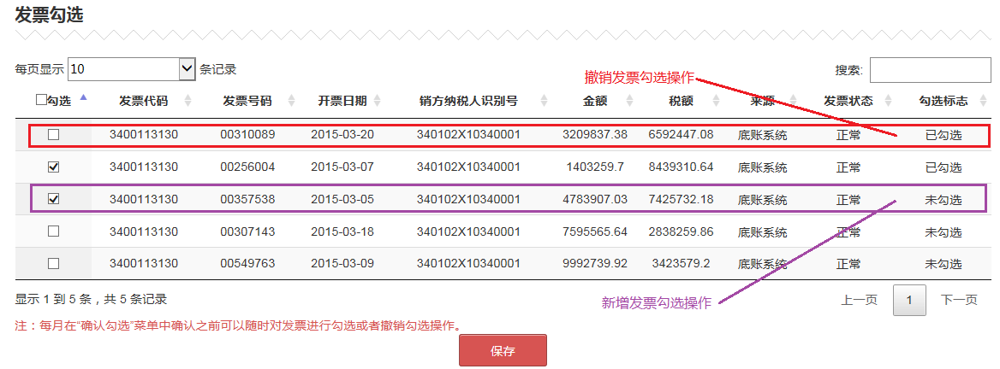 发票勾选
每页显示 10 条记录 搜索:
撤销发票勾选操作
勾选 发票代码 发票号码 开票日期 销方纳税人识别号 金额 税额 来源 发票状态 勾选标志
3400113130 00310089 2015-03-20 340102X10340001 3209837.38 6592447.08 底账系统 正常 已勾选
3400113130 00256004 2015-03-07 340102X10340001 1403259.7 8439310.64 底账系统 正常 已勾选
3400113130 00357538 2015-03-05 340102X10340001 4783907.03 7425732.18 底账系统 正常 未勾选
3400113130 00307143 2015-03-18 340102X10340001 7595565.64 2838259.86 底账系统 正常 未勾选
3400113130 00549763 2015-03-09 340102X10340001 9992739.92 3423579.2 底账系统 正常 未勾选
显示 1 到 5 条，共 5 条记录 新增发票勾选操作 上一页 1 下一页
注：每月在“确认勾选”菜单中确认之前可以随时对发票进行勾选或者撤销勾选操作。
保存